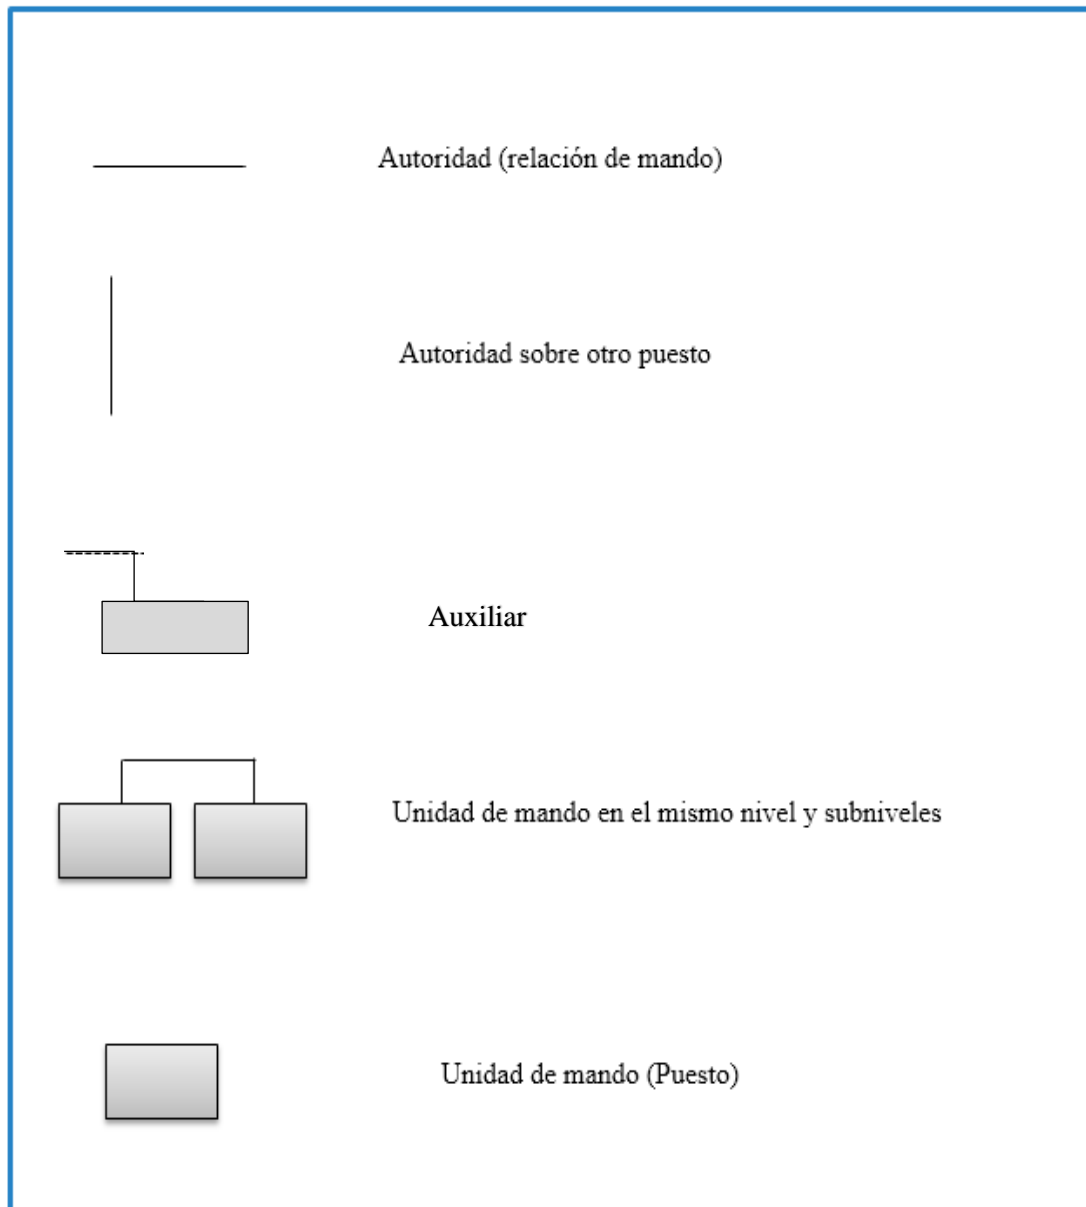 Autoridad (relación de mando)
Autoridad sobre otro puesto
Auxiliar
Unidad de mando en el mismo nivel y subniveles
Unidad de mando (Puesto)